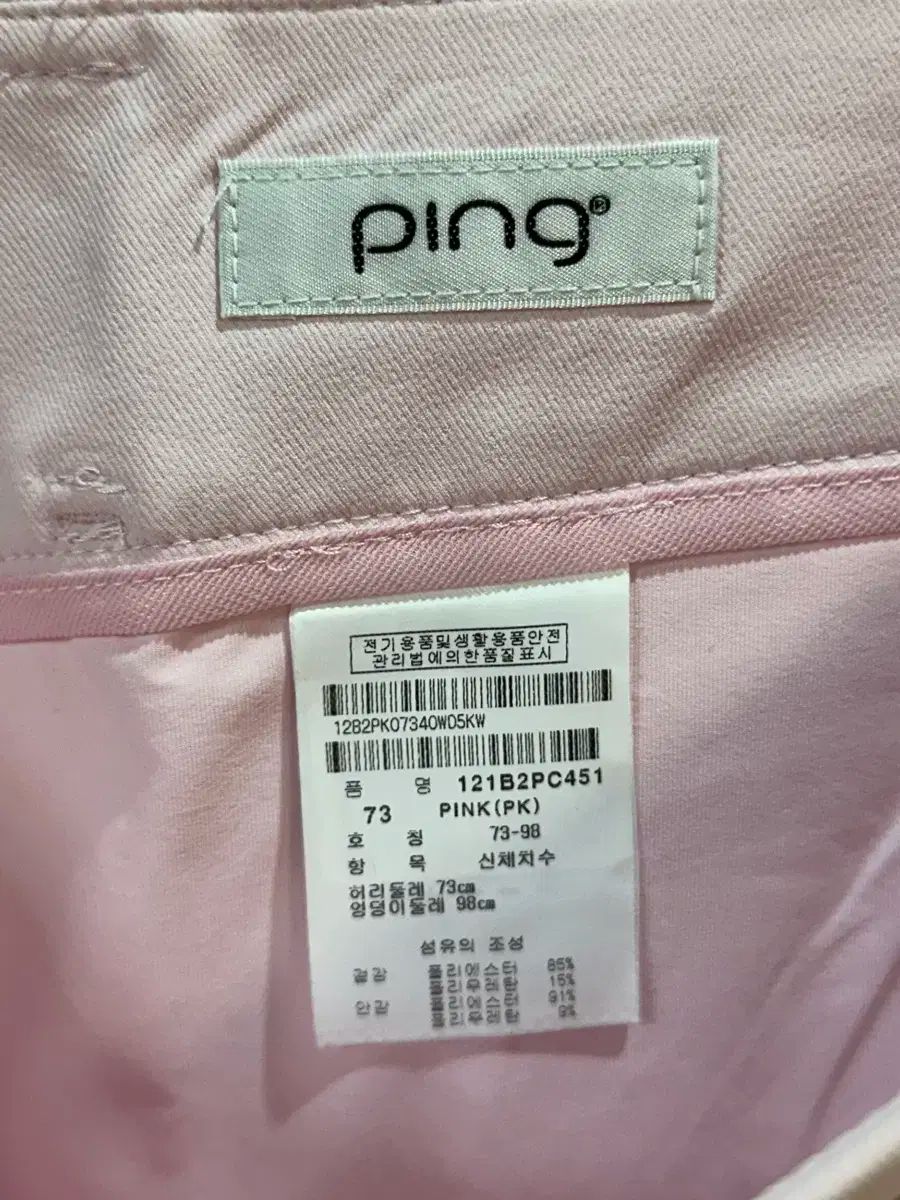 ping®
전기용품및생활용품안전
관리법에의한품질표시
12B2PK07340W05KW
품 명 121B2PC451
73 PINK(PK)
호 칭 73-98
항 목 신체치수
허리둘레 73cm
엉덩이둘레 98cm
섬유의 조성
겉감 폴리에스터 85%
폴리우레탄 15%
안감 폴리에스터 91%
폴리우레탄 9%